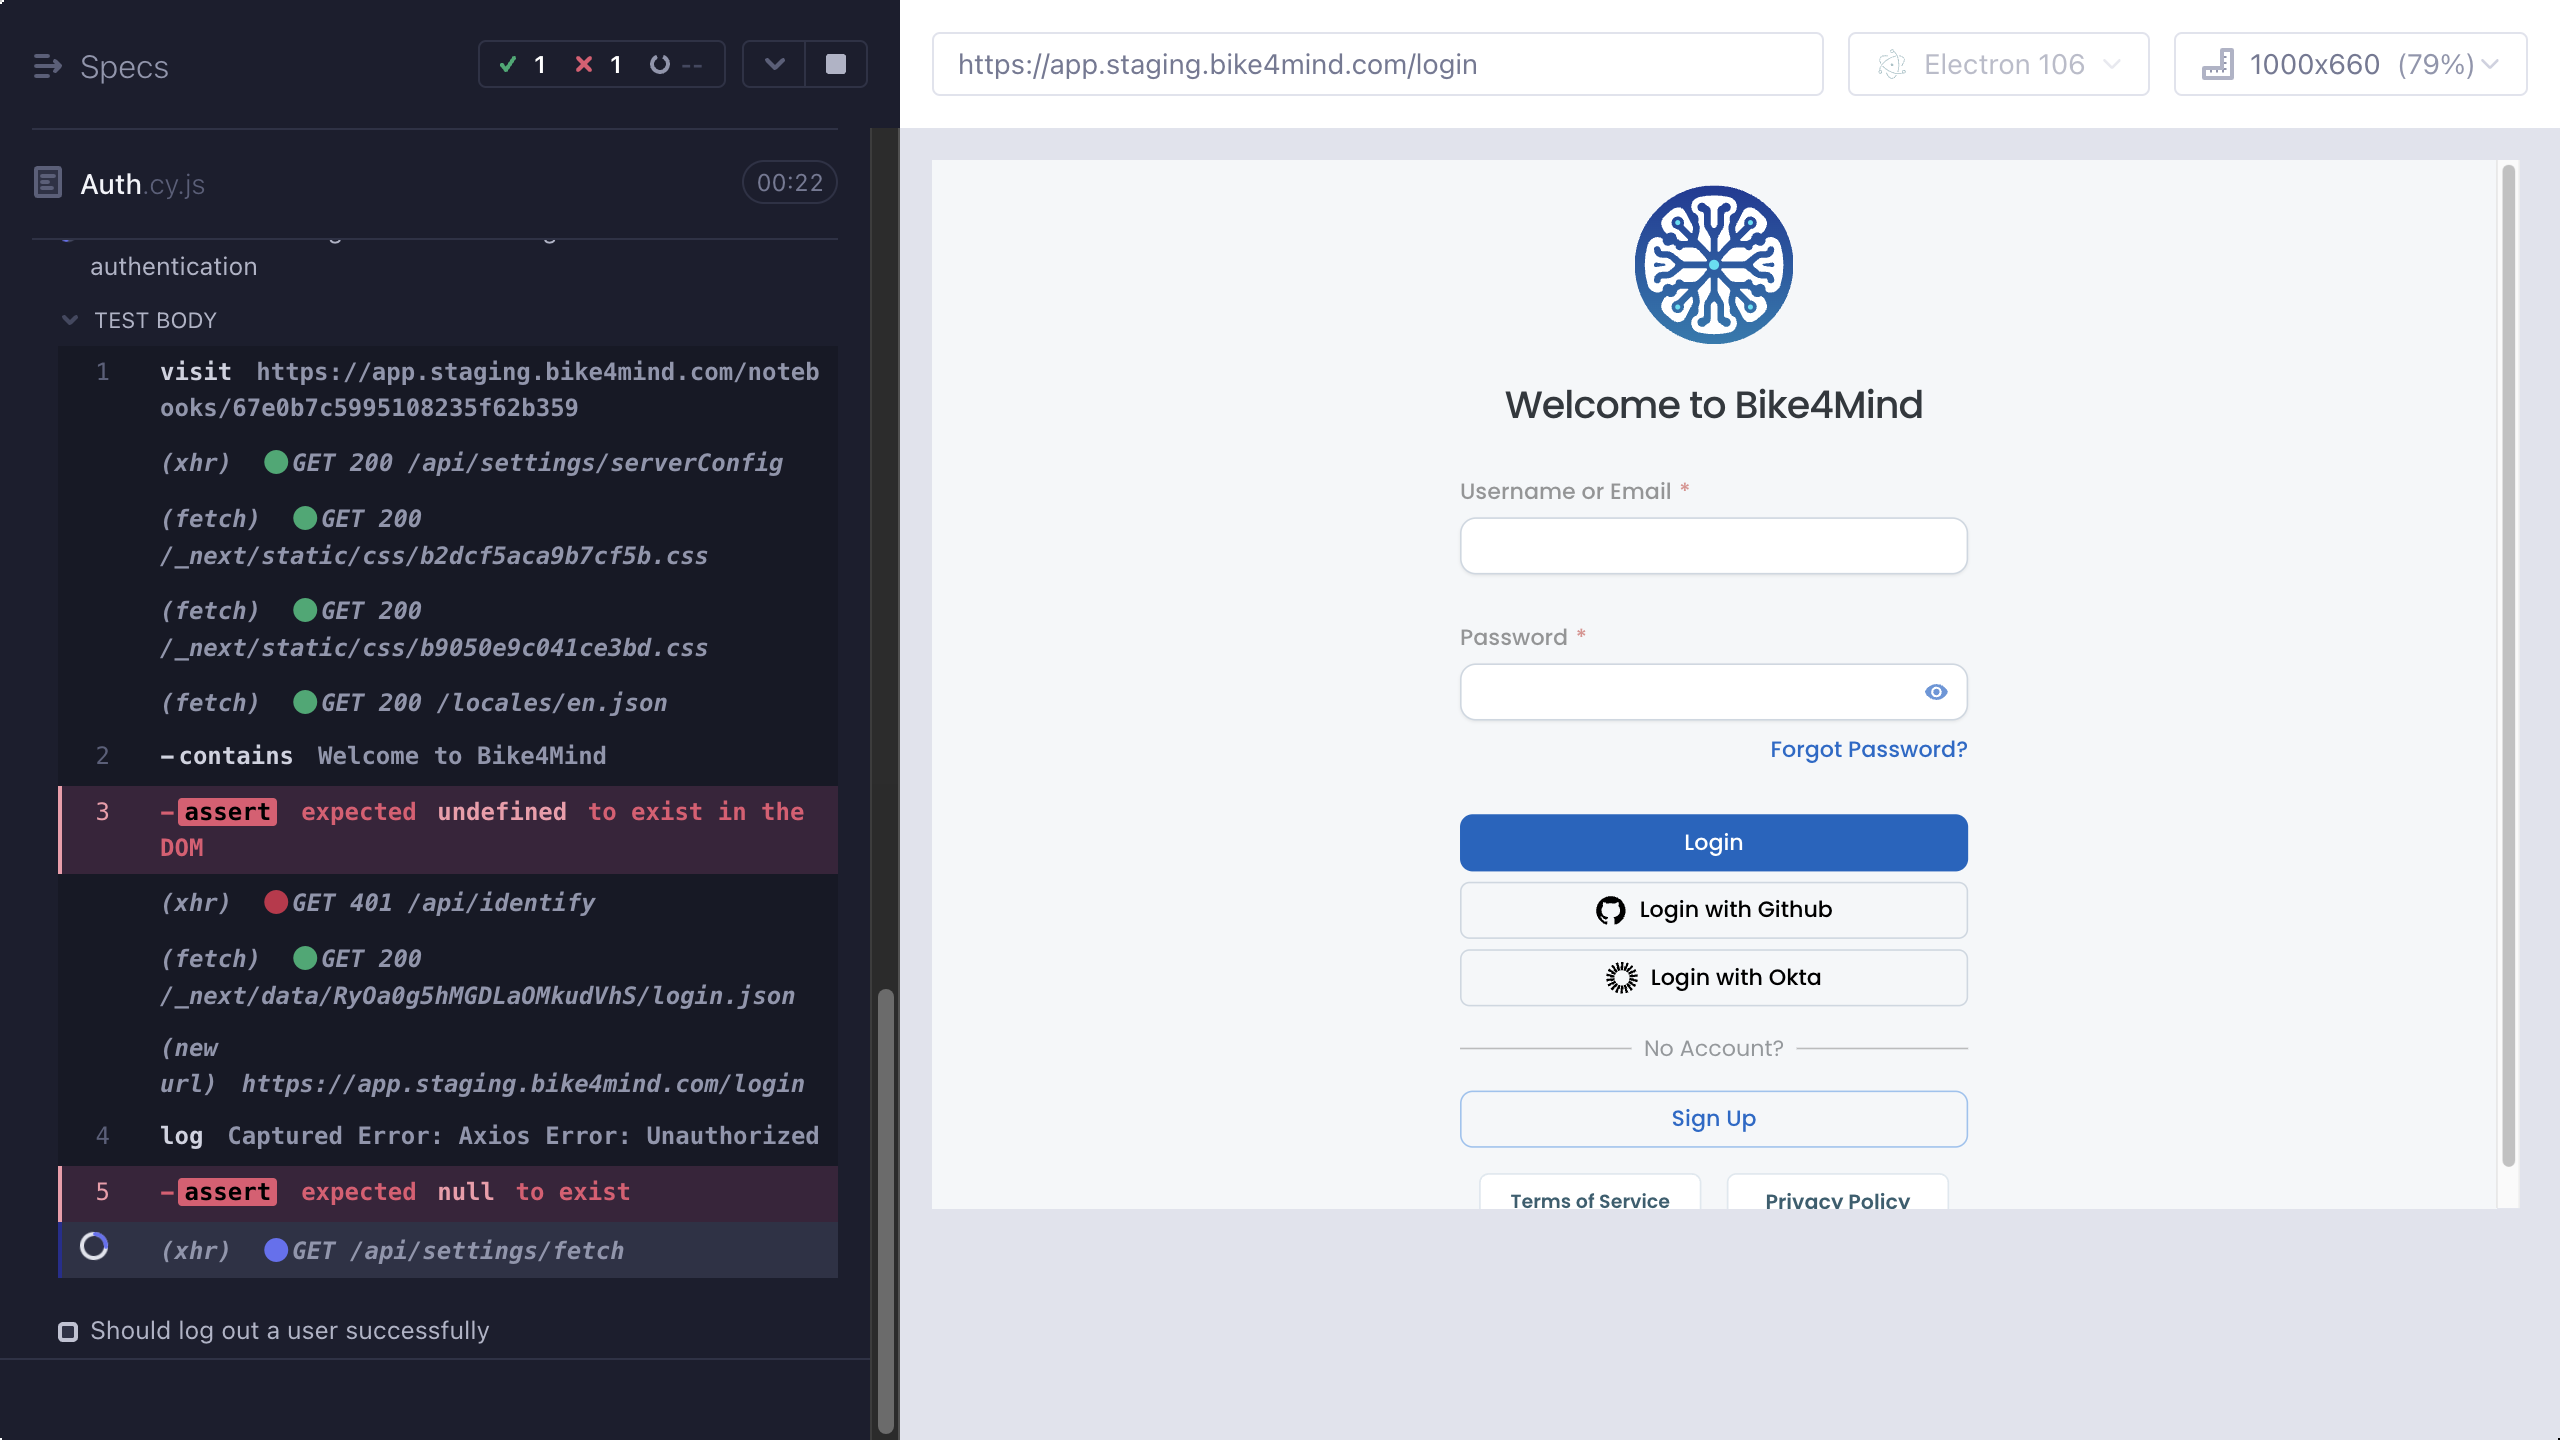 Specs
1
1
--
Auth.cy.js
00:22
authentication
TEST BODY
1 visit https://app.staging.bike4mind.com/noteb
ooks/67e0b7c5995108235f62b359
(xhr) GET 200 /api/settings/serverConfig
(fetch) GET 200
/_next/static/css/b2dcf5aca9b7cf5b.css
(fetch) GET 200
/_next/static/css/b9050e9c041ce3bd.css
(fetch) GET 200 /locales/en.json
2 -contains Welcome to Bike4Mind
3 -assert expected undefined to exist in the
DOM
(xhr) GET 401 /api/identify
(fetch) GET 200
/_next/data/RyOa0g5hMGDLaOMkudVhS/login.json
(new
url) https://app.staging.bike4mind.com/login
4 log Captured Error: Axios Error: Unauthorized
5 -assert expected null to exist
(xhr) GET /api/settings/fetch
Should log out a user successfully
https://app.staging.bike4mind.com/login
Electron 106
1000x660 (79%)
Welcome to Bike4Mind
Username or Email *
Password *
Forgot Password?
Login
Login with Github
Login with Okta
No Account?
Sign Up
Terms of Service
Privacy Policy